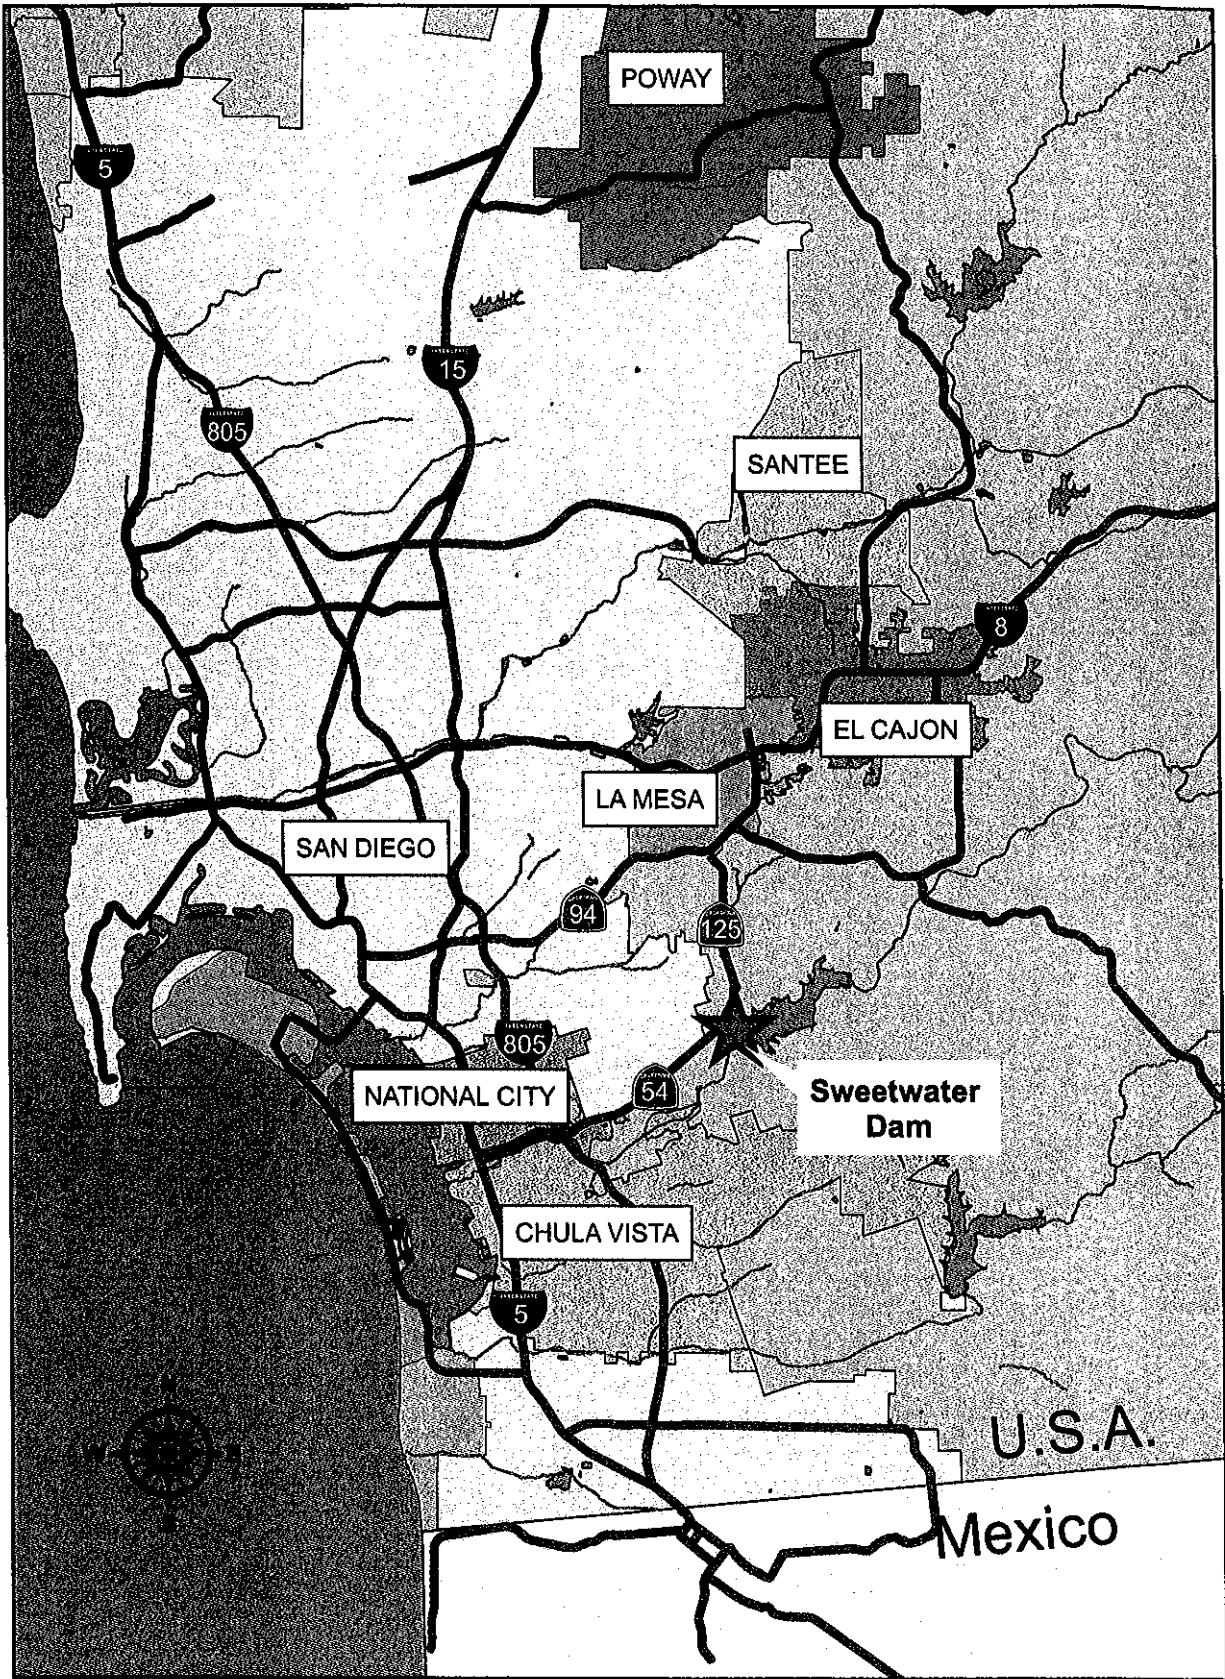 POWAY
5
15
805
SANTEE
8
EL CAJON
LA MESA
SAN DIEGO
94
125
805
NATIONAL CITY
54
Sweetwater
Dam
CHULA VISTA
5
U.S.A.
Mexico